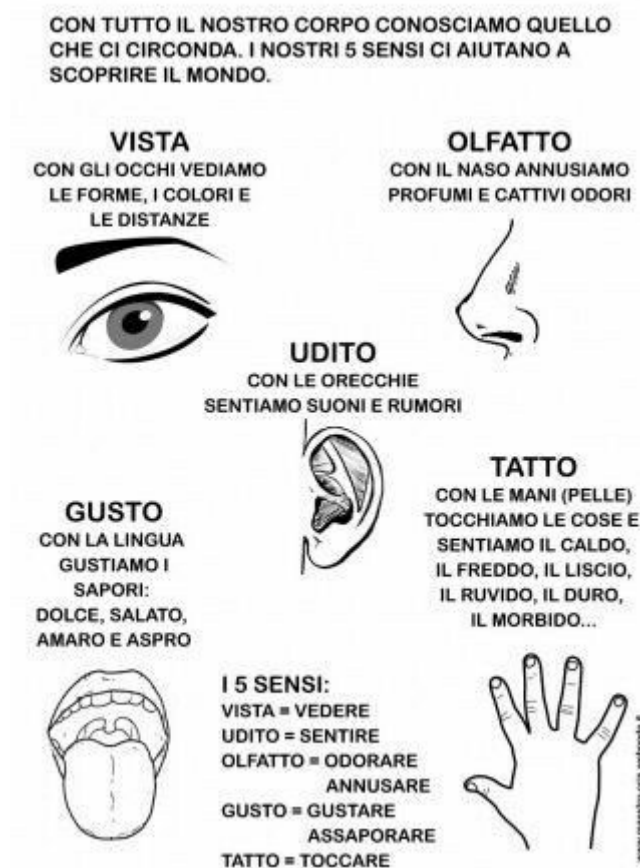 CON TUTTO IL NOSTRO CORPO CONOSCIAMO QUELLO
CHE CI CIRCONDA. I NOSTRI 5 SENSI CI AIUTANO A
SCOPRIRE IL MONDO.
VISTA
CON GLI OCCHI VEDIAMO
LE FORME, I COLORI E
LE DISTANZE
OLFATTO
CON IL NASO ANNUSIAMO
PROFUMI E CATTIVI ODORI
UDITO
CON LE ORECCHIE
SENTIAMO SUONI E RUMORI
GUSTO
CON LA LINGUA
GUSTIAMO I
SAPORI:
DOLCE, SALATO,
AMARO E ASPRO
TATTO
CON LE MANI (PELLE)
TOCCHIAMO LE COSE E
SENTIAMO IL CALDO,
IL FREDDO, IL LISCIO,
IL RUVIDO, IL DURO,
IL MORBIDO...
I 5 SENSI:
VISTA = VEDERE
UDITO = SENTIRE
OLFATTO = ODORARE
ANNUSARE
GUSTO = GUSTARE
ASSAPORARE
TATTO = TOCCARE